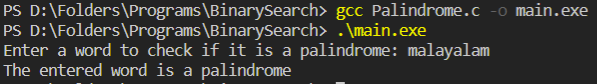 PS D:\Folders\Programs\BinarySearch> gcc Palindrome.c -o main.exe
PS D:\Folders\Programs\BinarySearch> .\main.exe
Enter a word to check if it is a palindrome: malayalam
The entered word is a palindrome